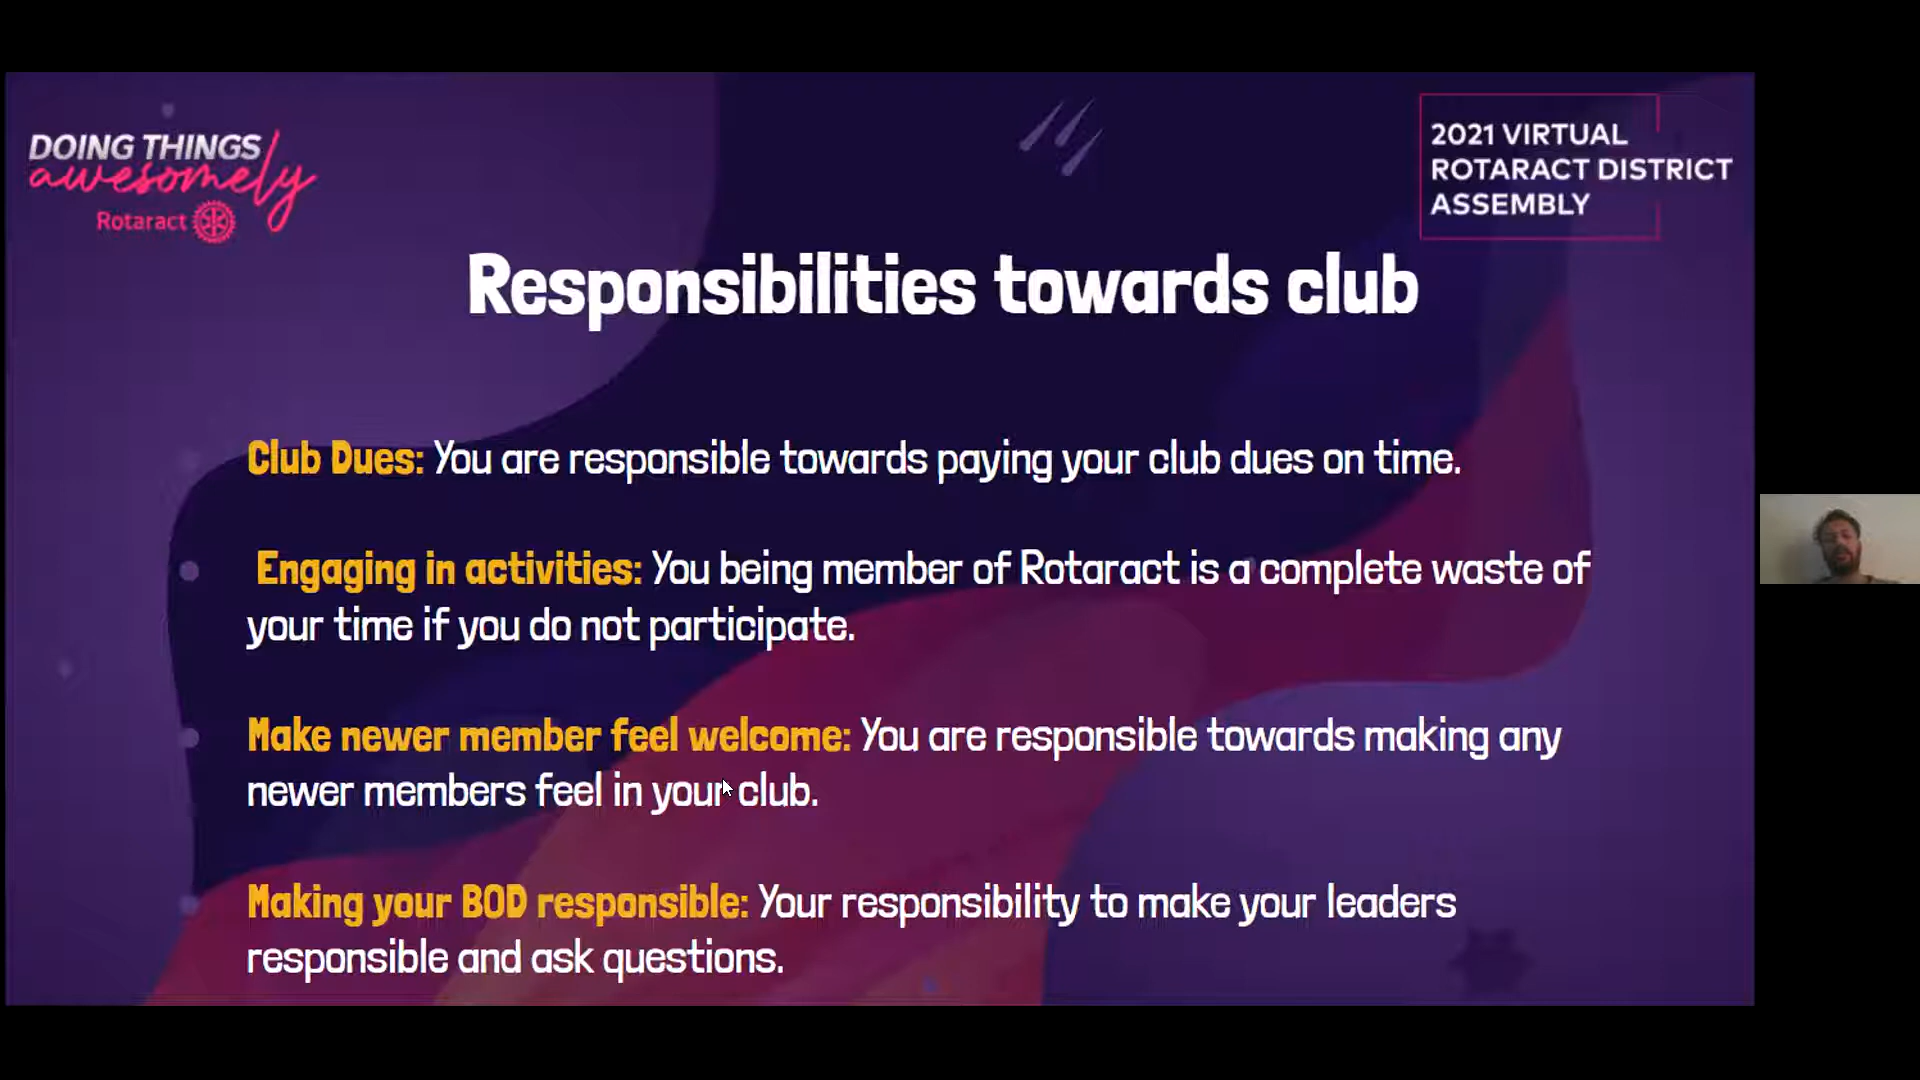 DOING THINGS
awesomely
Rotaract
2021 VIRTUAL
ROTARACT DISTRICT
ASSEMBLY
Responsibilities towards club
Club Dues: You are responsible towards paying your club dues on time.
Engaging in activities: You being member of Rotaract is a complete waste of
your time if you do not participate.
Make newer member feel welcome: You are responsible towards making any
newer members feel in your club.
Making your BOD responsible: Your responsibility to make your leaders
responsible and ask questions.